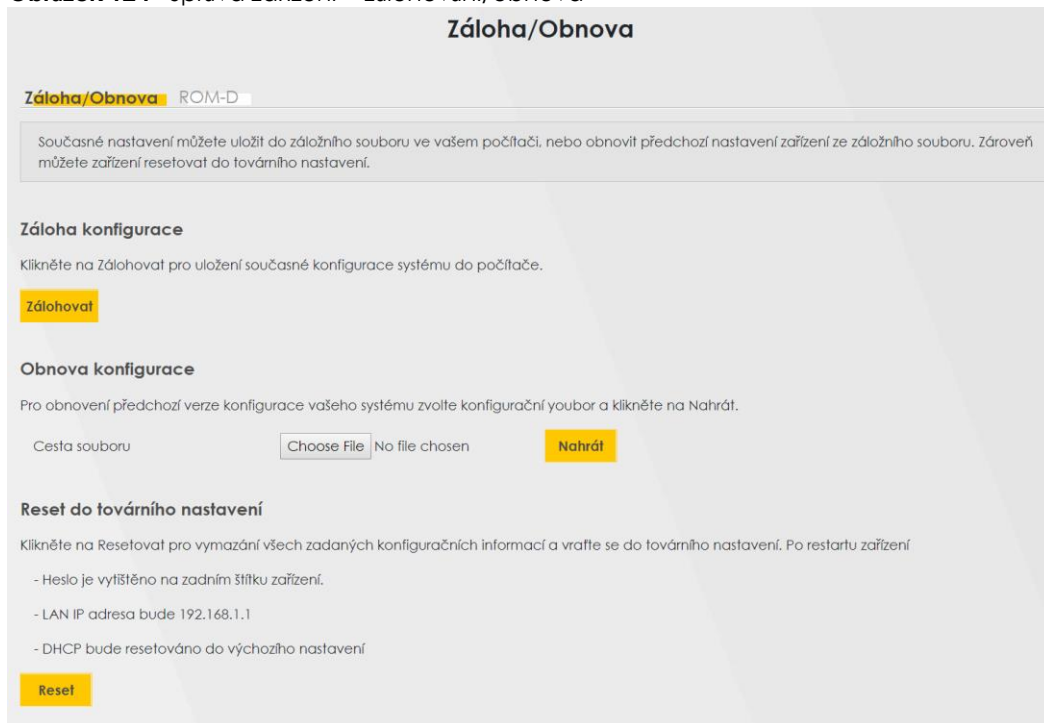 Záloha/Obnova
Záloha/Obnova ROM-D
Současné nastavení můžete uložit do záložního souboru ve vašem počítači, nebo obnovit předchozí nastavení zařízení ze záložního souboru. Zároveň
můžete zařízení resetovat do továrního nastavení.
Záloha konfigurace
Klikněte na Zálohovat pro uložení současné konfigurace systému do počítače.
Zálohovat
Obnova konfigurace
Pro obnovení předchozí verze konfigurace vašeho systému zvolte konfigurační youbor a klikněte na Nahrát.
Cesta souboru Choose File No file chosen Nahrát
Reset do továrního nastavení
Klikněte na Resetovat pro vymazání všech zadaných konfiguračních informací a vraťte se do továrního nastavení. Po restartu zařízení
- Heslo je vytištěno na zadním štítku zařízení.
- LAN IP adresa bude 192.168.1.1
- DHCP bude resetováno do výchozího nastavení
Reset